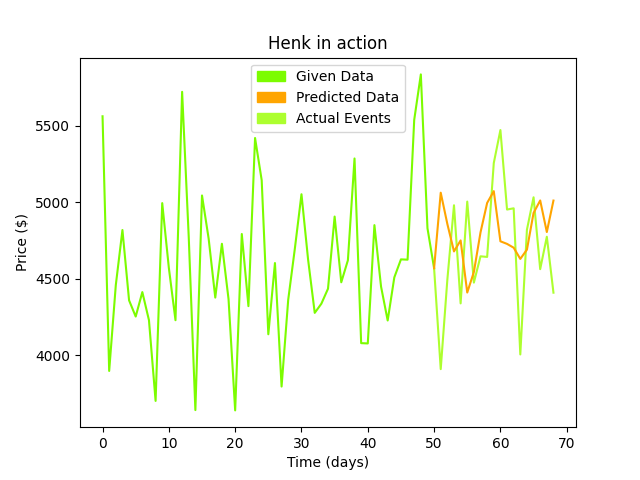 Henk in action
Given Data
Predicted Data
Actual Events
Price ($)
5500
5000
4500
4000
0 10 20 30 40 50 60 70
Time (days)